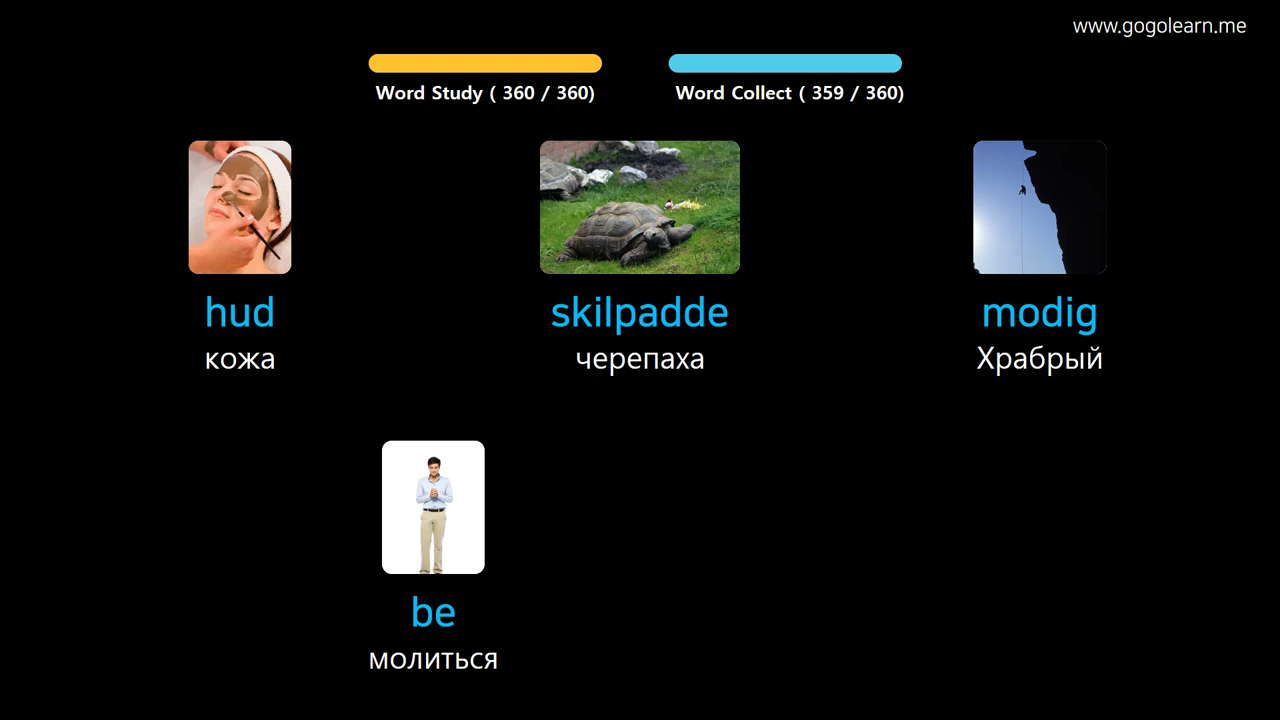 www.gogolearn.me
Word Study ( 360 / 360)
Word Collect ( 359 / 360)
hud
кожа
skilpadde
черепаха
modig
Храбрый
be
молиться